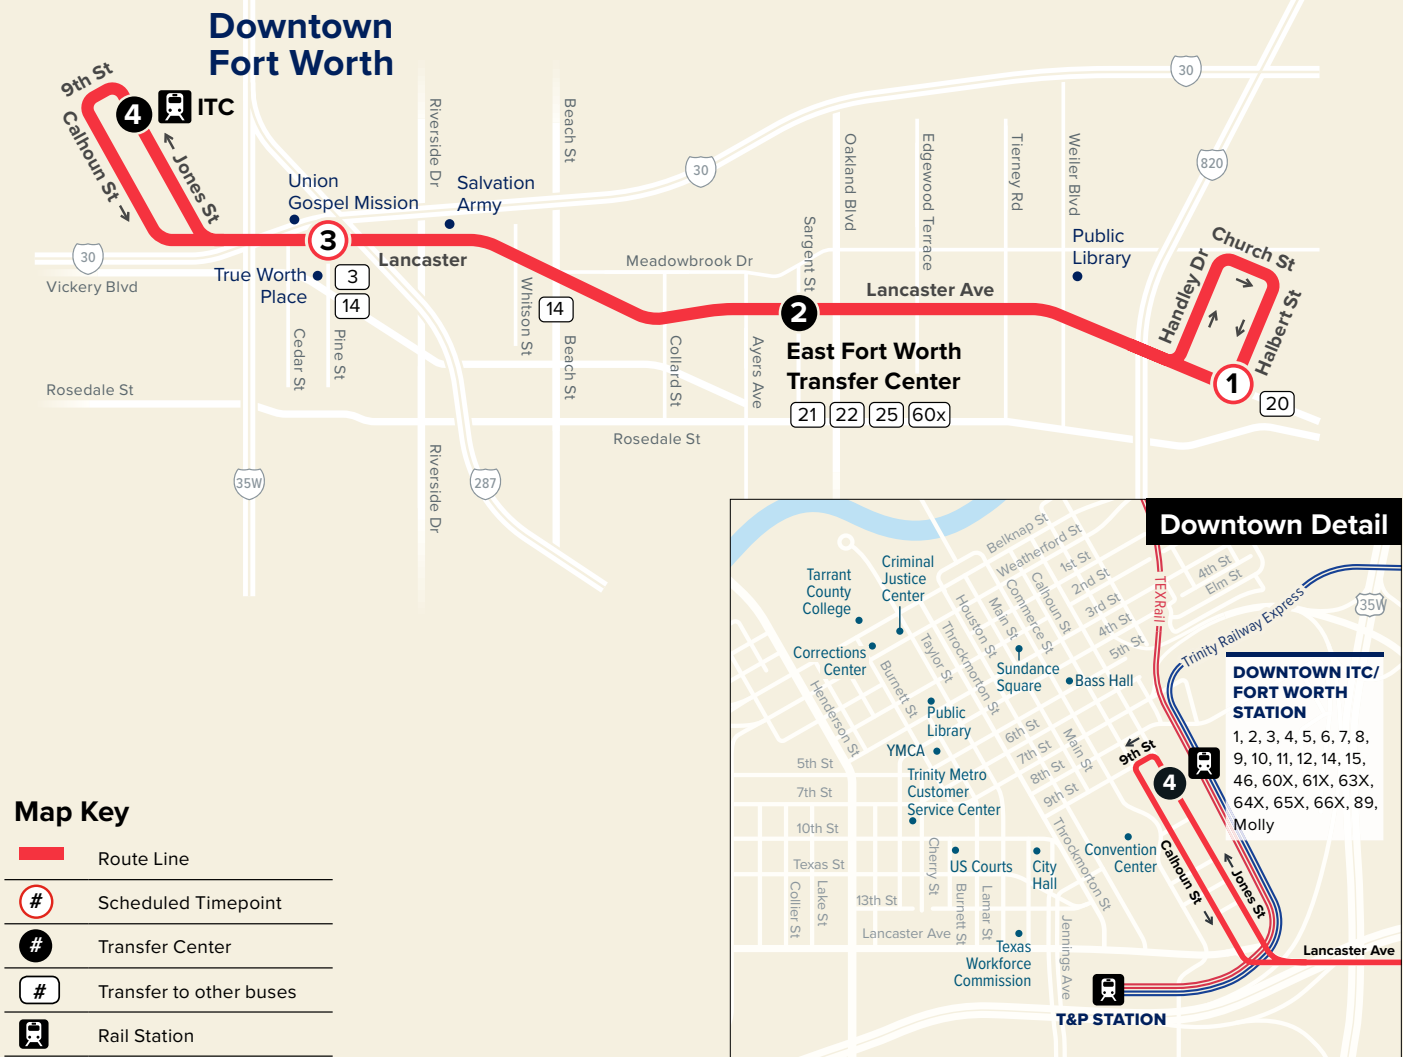 Downtown
Fort Worth
9th St
4
ITC
Calhoun St
Jones St
Riverside Dr
Beach St
30
30
820
Union
Gospel Mission
Salvation
Army
Oakland Blvd
Edgewood Terrace
Tierney Rd
Weiler Blvd
Sargent St
Public
Library
Church St
Handley Dr
Halbert St
30
Vickery Blvd
3
Lancaster
True Worth
Place
3
14
Meadowbrook Dr
Lancaster Ave
Whitson St
14
2
East Fort Worth
Transfer Center
21
22
25
60x
Cedar St
Pine St
Beach St
Collard St
Ayers Ave
1
20
Rosedale St
Rosedale St
Riverside Dr
35W
287
Downtown Detail
Belknap St
Weatherford St
1st St
2nd St
3rd St
4th St
5th St
4th St
Elm St
TEXRail
Trinity Railway Express
35W
Criminal
Justice
Center
Tarrant
County
College
Corrections
Center
Houston St
Main St
Commerce St
Calhoun St
Taylor St
Throckmorton St
Burnett St
Henderson St
Sundance
Square
Bass Hall
Public
Library
YMCA
Trinity Metro
Customer
Service Center
6th St
7th St
8th St
9th St
Main St
9th St
4
DOWNTOWN ITC/
FORT WORTH
STATION
1, 2, 3, 4, 5, 6, 7, 8,
9, 10, 11, 12, 14, 15,
46, 60X, 61X, 63X,
64X, 65X, 66X, 89,
Molly
5th St
7th St
10th St
Texas St
13th St
Lancaster Ave
Collier St
Lake St
Cherry St
Burnett St
Lamar St
Jennings Ave
Throckmorton St
US Courts
City
Hall
Convention
Center
Calhoun St
Jones St
Texas
Workforce
Commission
Lancaster Ave
T&P STATION
Map Key
Route Line
# Scheduled Timepoint
# Transfer Center
# Transfer to other buses
Rail Station